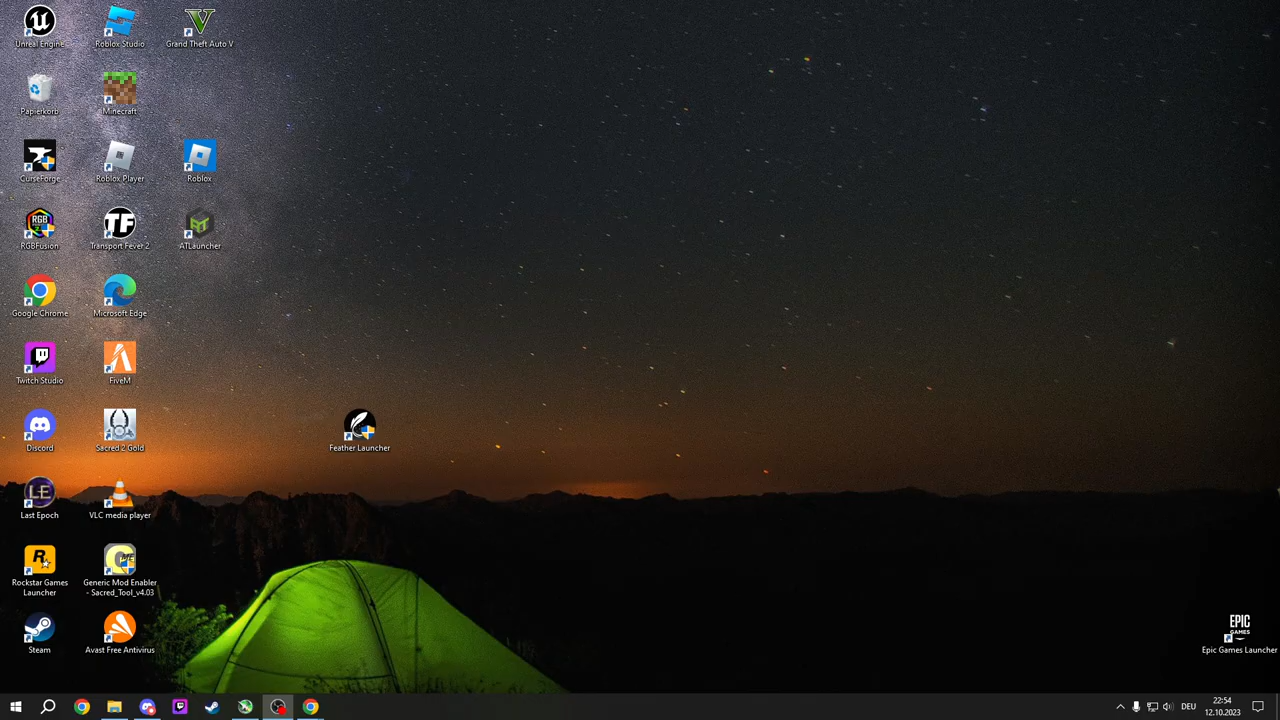 Unreal Engine
Roblox Studio
Grand Theft Auto V
Papierkorb
Minecraft
CurseForge
Roblox Player
Roblox
RGB
RGBFusion
TF
Transport Fever 2
ATLauncher
Google Chrome
Microsoft Edge
Twitch Studio
FiveM
Discord
Sacred 2 Gold
Feather Launcher
LE
Last Epoch
VLC media player
R
Rockstar Games
Launcher
Generic Mod Enabler
- Sacred_Tool_v4.03
Steam
Avast Free Antivirus
EPIC
GAMES
Epic Games Launcher
DEU
22:54
12.10.2023